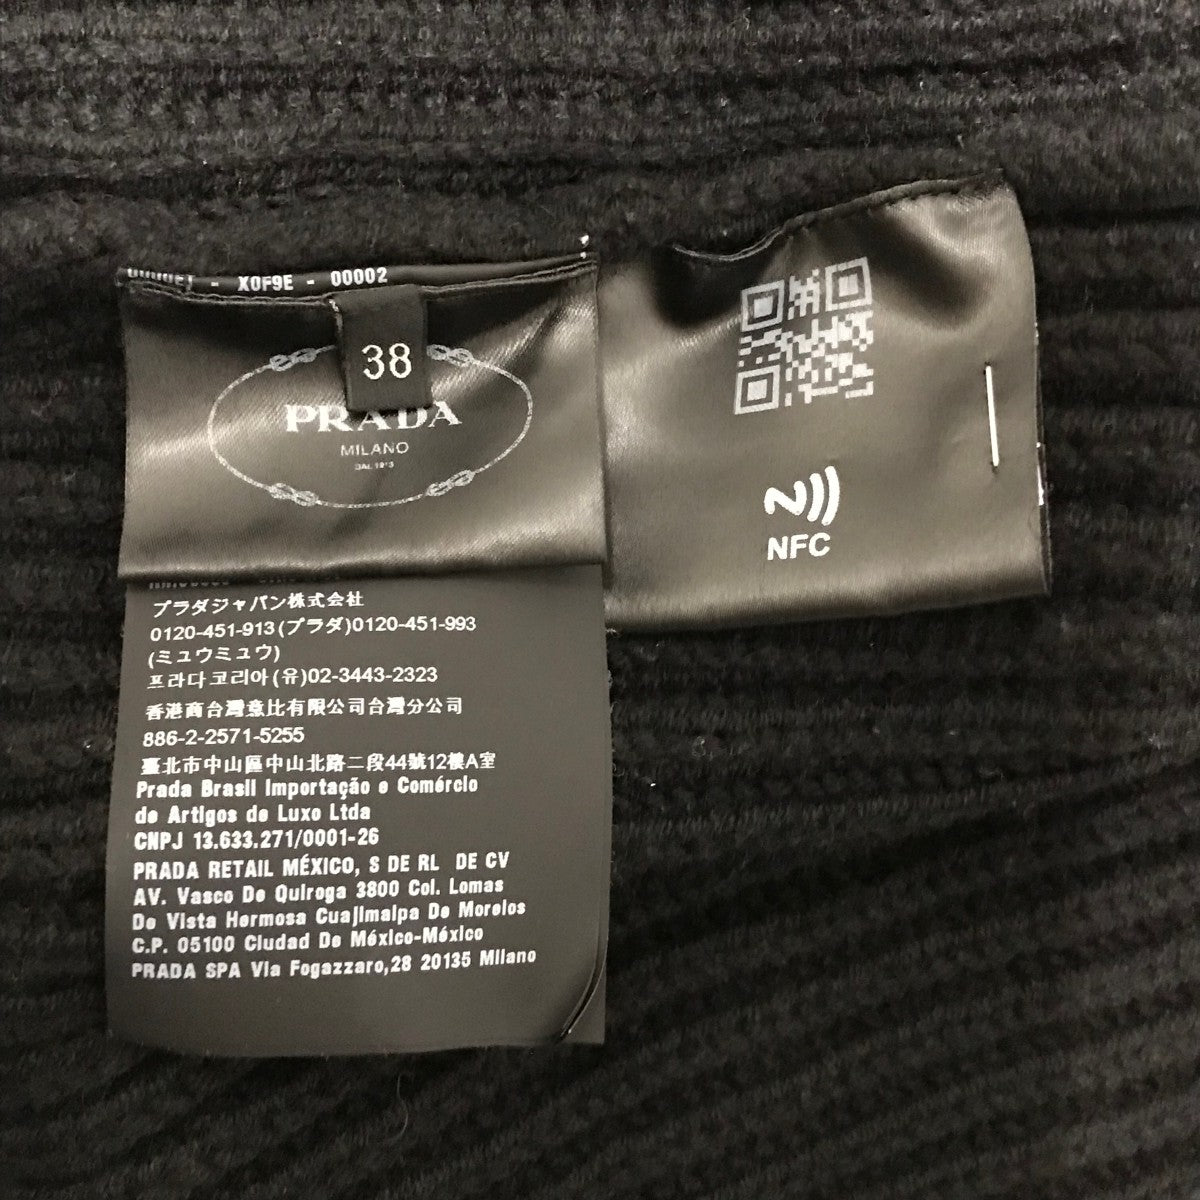 - X0F9E - 00002
38
PRADA
MILANO
DAL 1913
NFC
プラダジャパン株式会社
0120-451-913(プラダ)0120-451-993
(ミュウミュウ)
프라다코리아(유)02-3443-2323
香港商台灣意比有限公司台灣分公司
886-2-2571-5255
臺北市中山區中山北路二段44號12樓A室
Prada Brasil Importação e Comércio
de Artigos de Luxo Ltda
CNPJ 13.633.271/0001-26
PRADA RETAIL MÉXICO, S DE RL DE CV
AV. Vasco De Quiroga 3800 Col. Lomas
De Vista Hermosa Cuajimalpa De Morelos
C.P. 05100 Ciudad De México-México
PRADA SPA Via Fogazzaro,28 20135 Milano